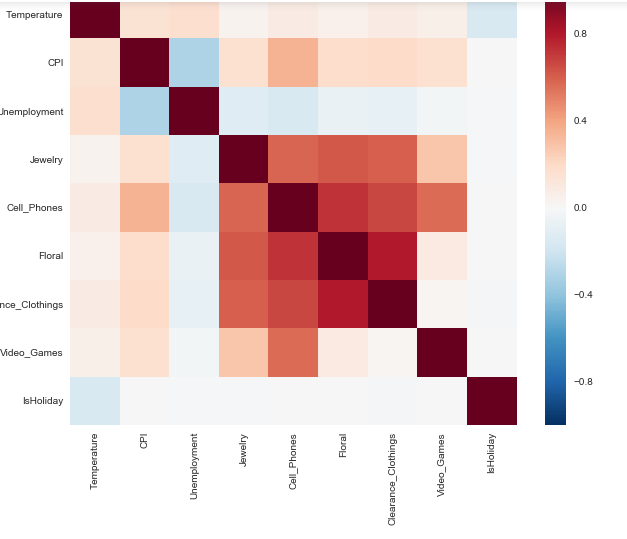 Temperature
CPI
Unemployment
Jewelry
Cell_Phones
Floral
nce_Clothings
Video_Games
IsHoliday
0.8
0.4
0.0
−0.4
−0.8
Temperature
CPI
Unemployment
Jewelry
Cell_Phones
Floral
Clearance_Clothings
Video_Games
IsHoliday